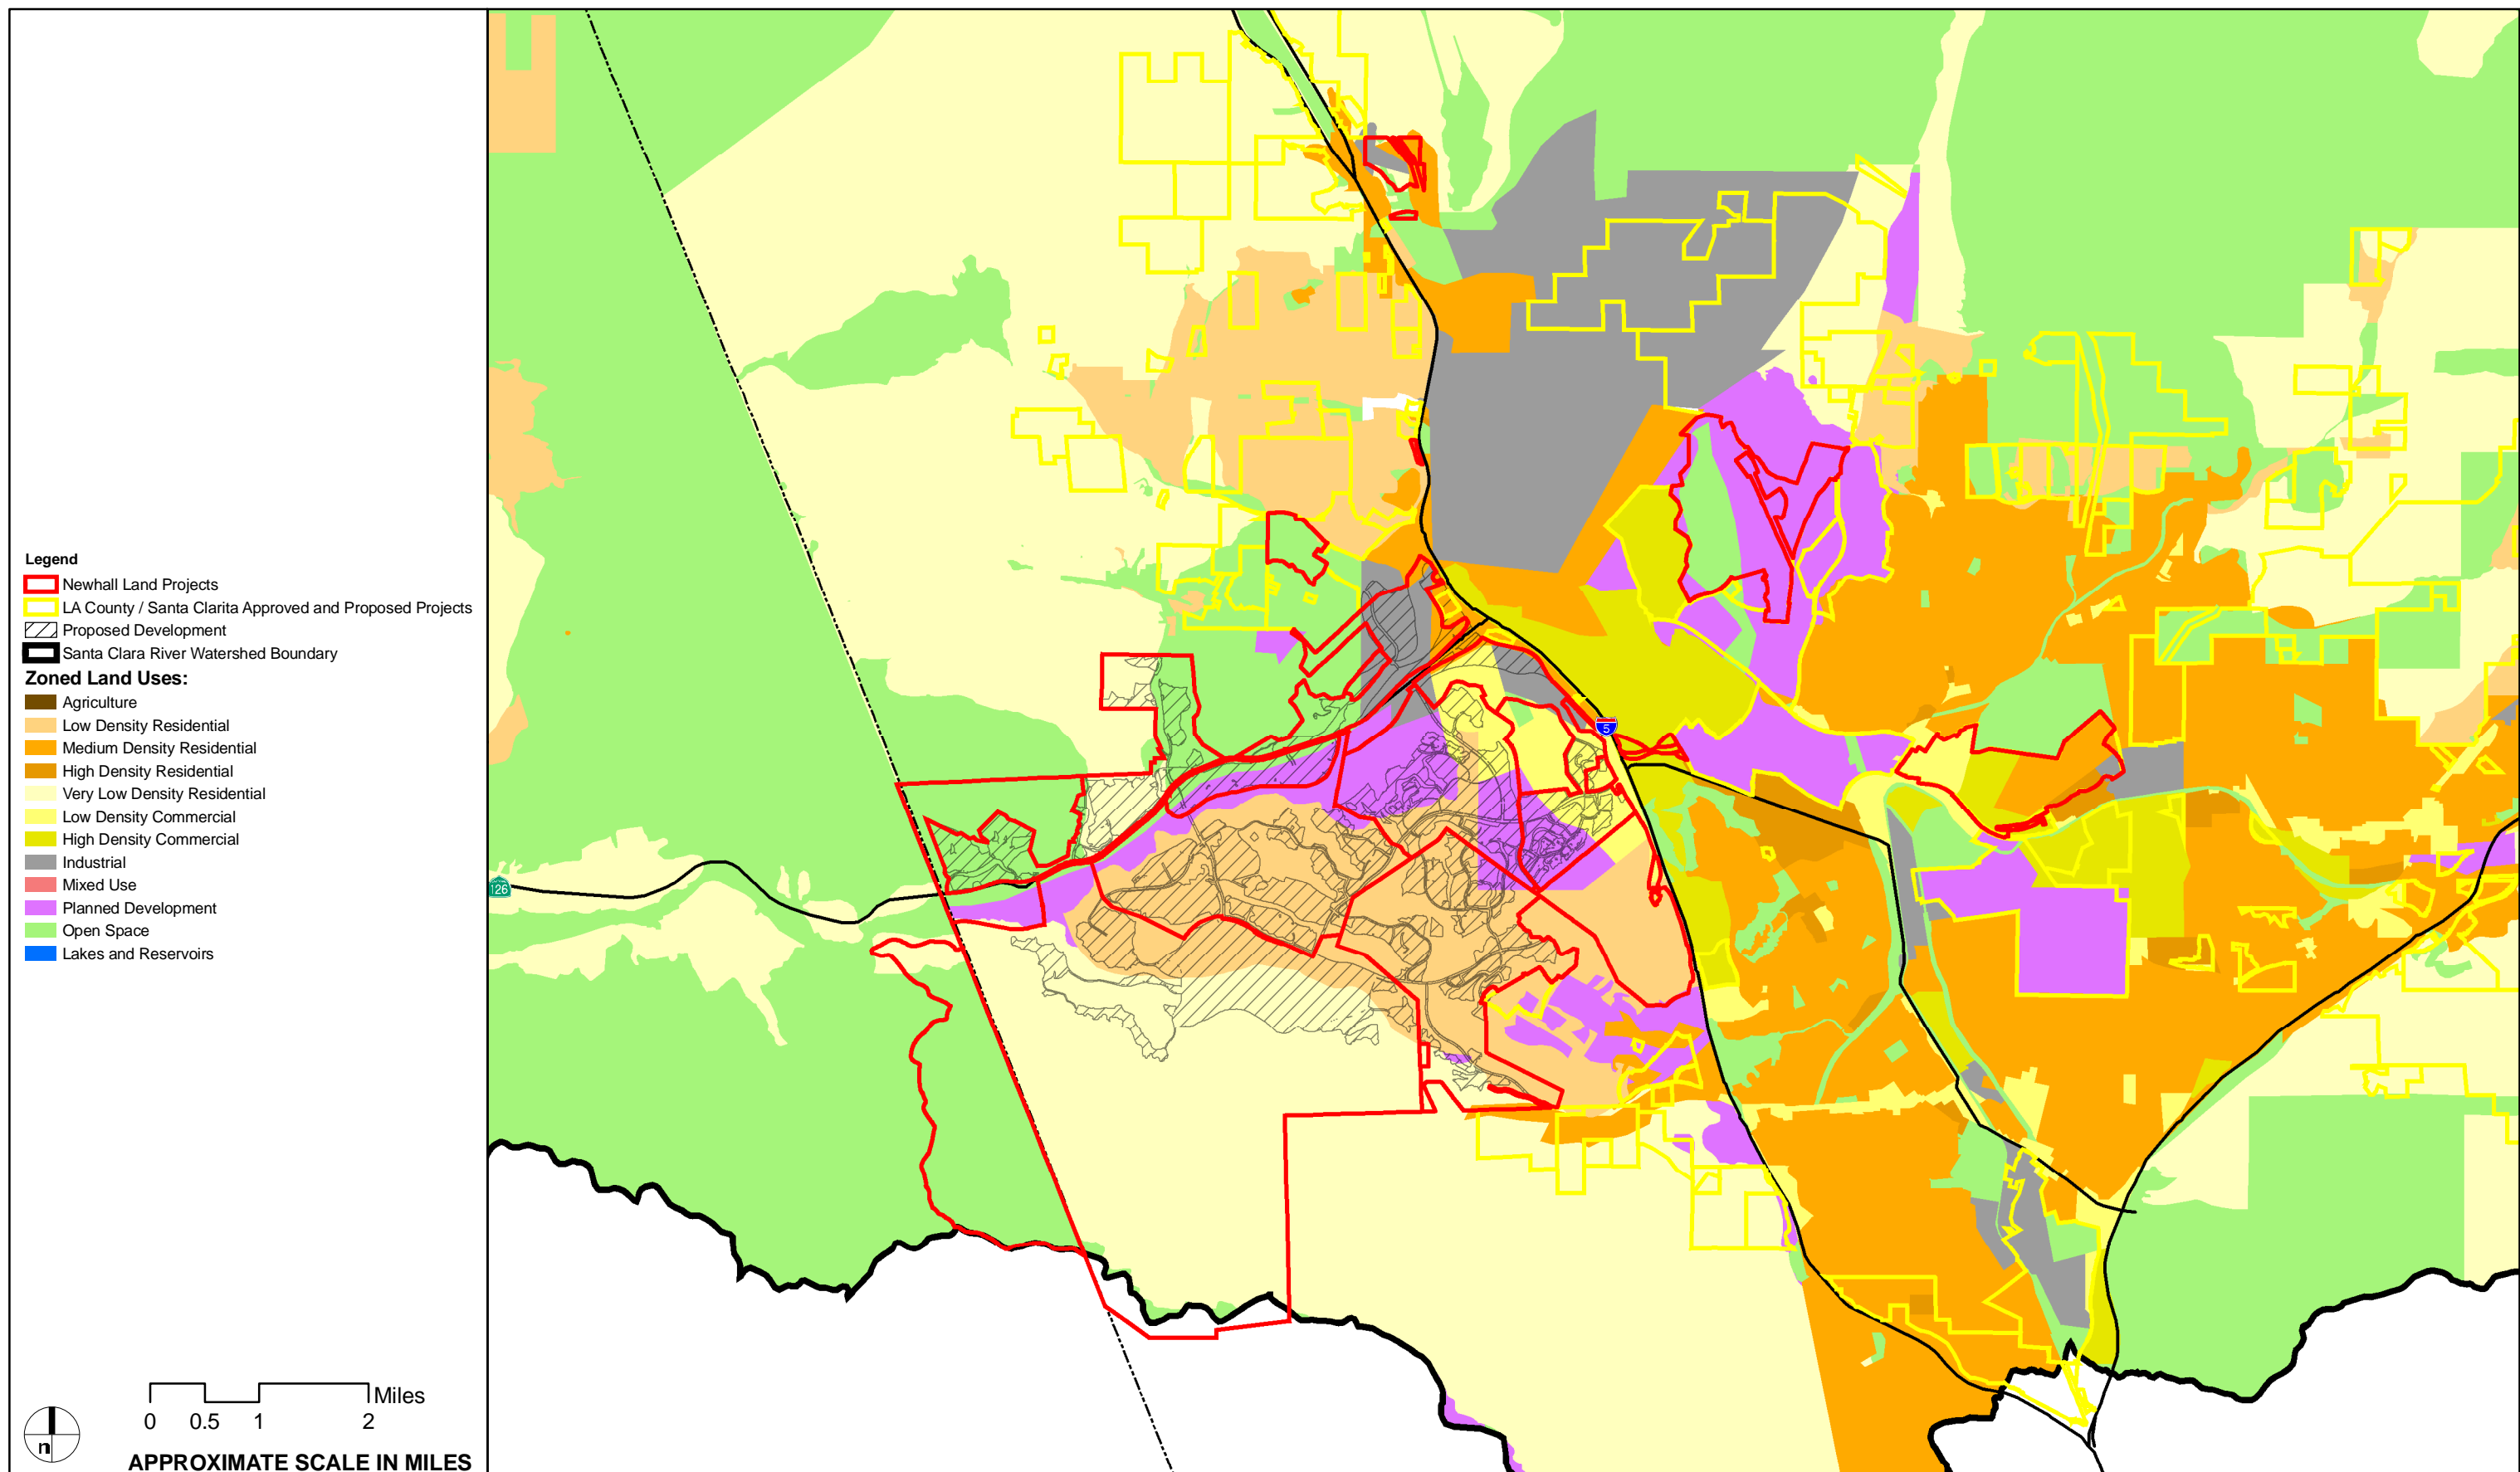 Legend
Newhall Land Projects
LA County / Santa Clarita Approved and Proposed Projects
Proposed Development
Santa Clara River Watershed Boundary
Zoned Land Uses:
Agriculture
Low Density Residential
Medium Density Residential
High Density Residential
Very Low Density Residential
Low Density Commercial
High Density Commercial
Industrial
Mixed Use
Planned Development
Open Space
Lakes and Reservoirs
Miles
0 0.5 1 2
n
APPROXIMATE SCALE IN MILES
5
126